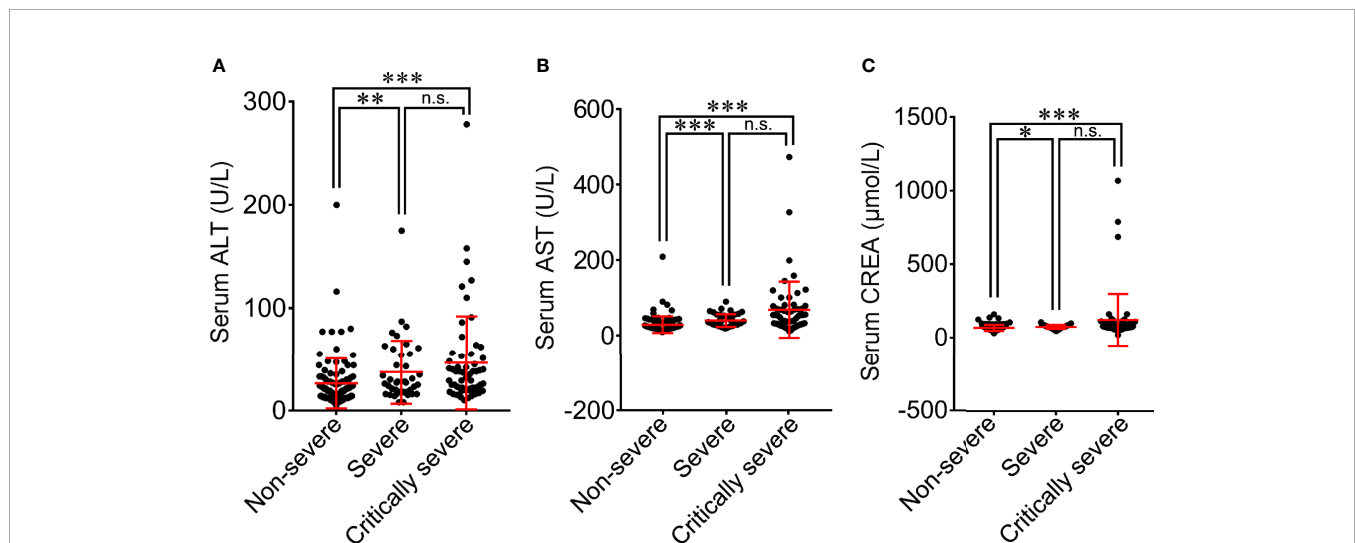 A
Serum ALT (U/L)
300
200
100
0
***
**
n.s.
Non-severe
Severe
Critically severe
B
Serum AST (U/L)
600
400
200
0
-200
***
***
n.s.
Non-severe
Severe
Critically severe
C
Serum CREA (μmol/L)
1500
1000
500
0
-500
***
*
n.s.
Non-severe
Severe
Critically severe